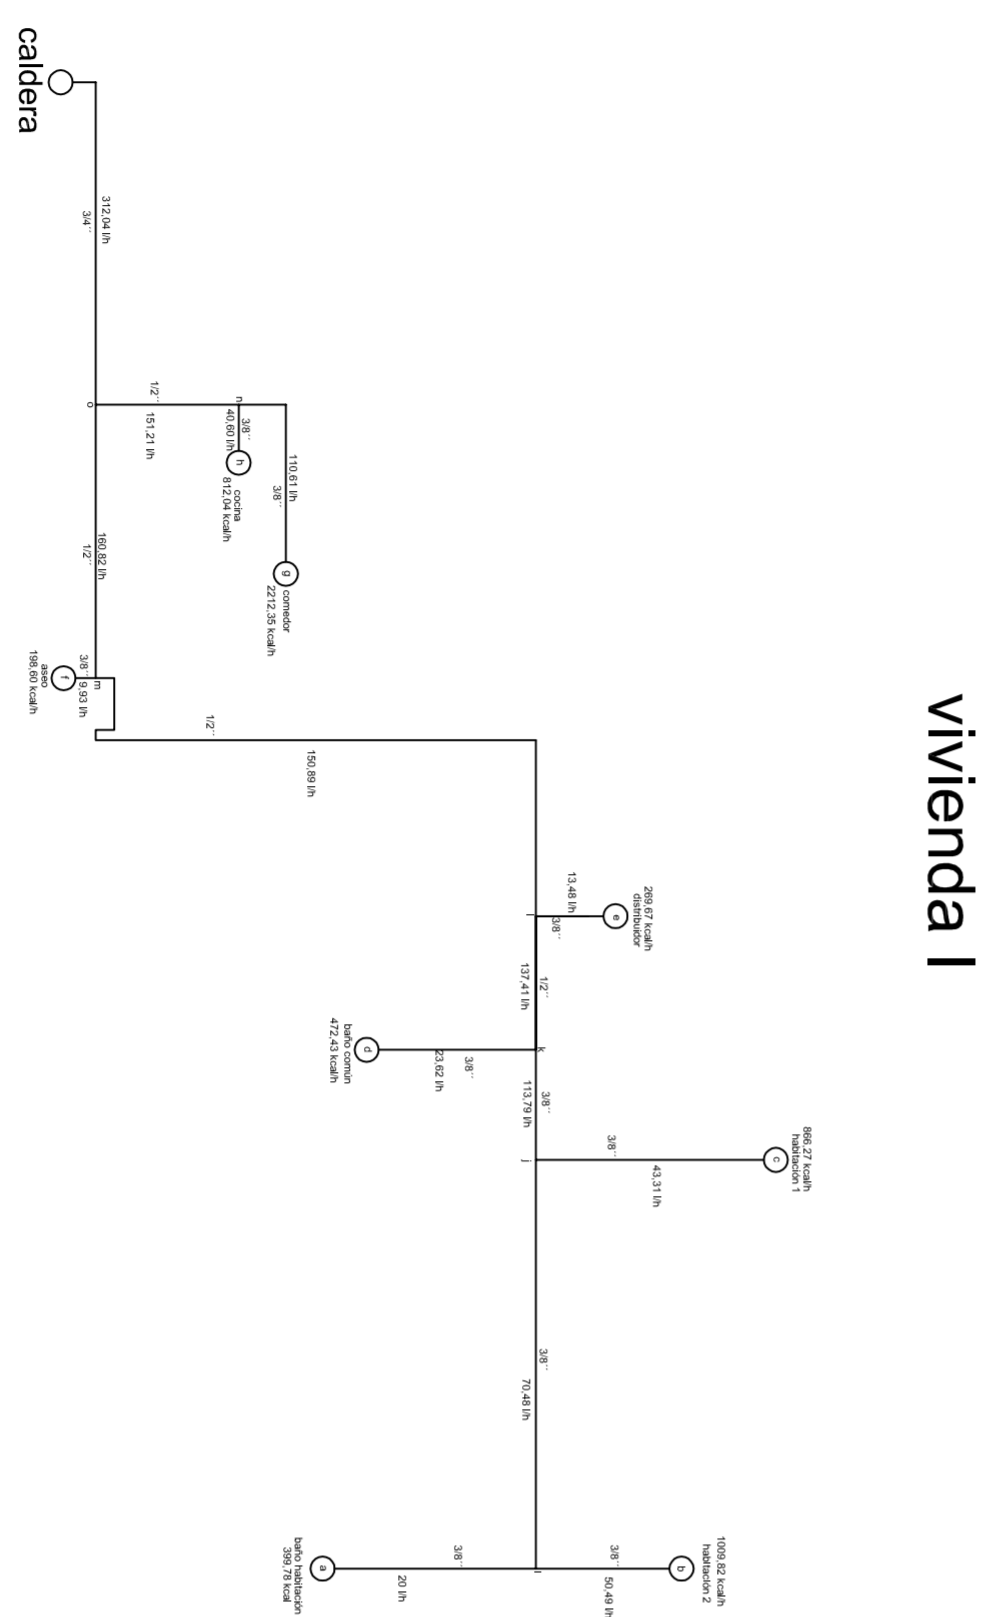 vivienda I
caldera
312,04 l/h
3/4´´
o
1/2´´
151,21 l/h
n
3/8´´
40,60 l/h
h
cocina
812,04 kcal/h
110,61 l/h
3/8´´
g
comedor
2212,35 kcal/h
160,82 l/h
1/2´´
m
3/8´´
9,93 l/h
f
aseo
198,60 kcal/h
1/2´´
150,89 l/h
l
13,48 l/h
3/8´´
e
269,67 kcal/h
distribuidor
1/2´´
137,41 l/h
k
3/8´´
23,62 l/h
d
baño común
472,43 kcal/h
3/8´´
113,79 l/h
j
3/8´´
43,31 l/h
c
866,27 kcal/h
habitación 1
3/8´´
70,48 l/h
i
3/8´´
50,49 l/h
b
1009,82 kcal/h
habitación 2
3/8´´
20 l/h
a
baño habitación
399,78 kcal